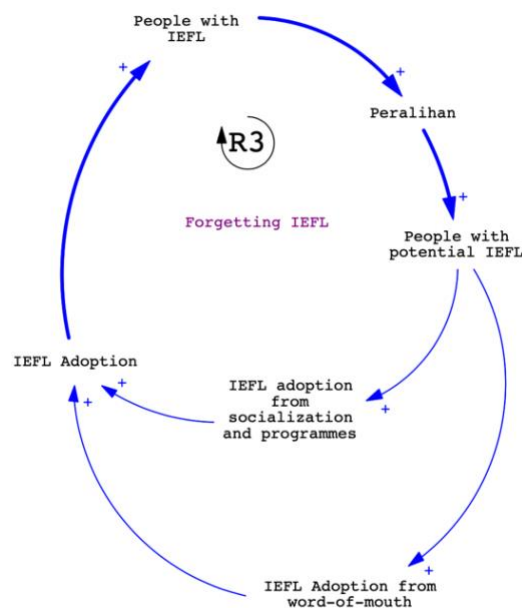 People with
IEFL
+
+
Peralihan
R3
+
Forgetting IEFL
People with
potential IEFL
IEFL Adoption
+
+
IEFL adoption
from
socialization
and programmes
+
+
IEFL Adoption from
word-of-mouth